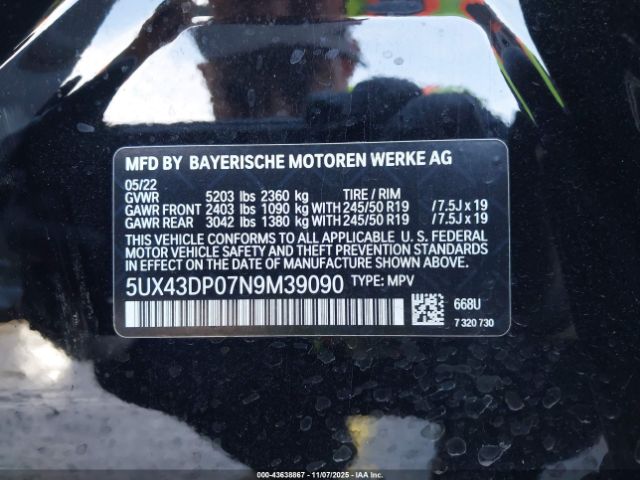 MFD BY BAYERISCHE MOTOREN WERKE AG
05/22
GVWR 5203 lbs 2360 kg TIRE / RIM
GAWR FRONT 2403 lbs 1090 kg WITH 245/50 R19 / 7.5J x 19
GAWR REAR 3042 lbs 1380 kg WITH 245/50 R19 / 7.5J x 19
THIS VEHICLE CONFORMS TO ALL APPLICABLE U. S. FEDERAL
MOTOR VEHICLE SAFETY AND THEFT PREVENTION STANDARDS
IN EFFECT ON THE DATE OF MANUFACTURE SHOWN ABOVE.
5UX43DP07N9M39090 TYPE: MPV
668U
7 320 730
000-43638867 - 11/07/2025 - IAAI.CA